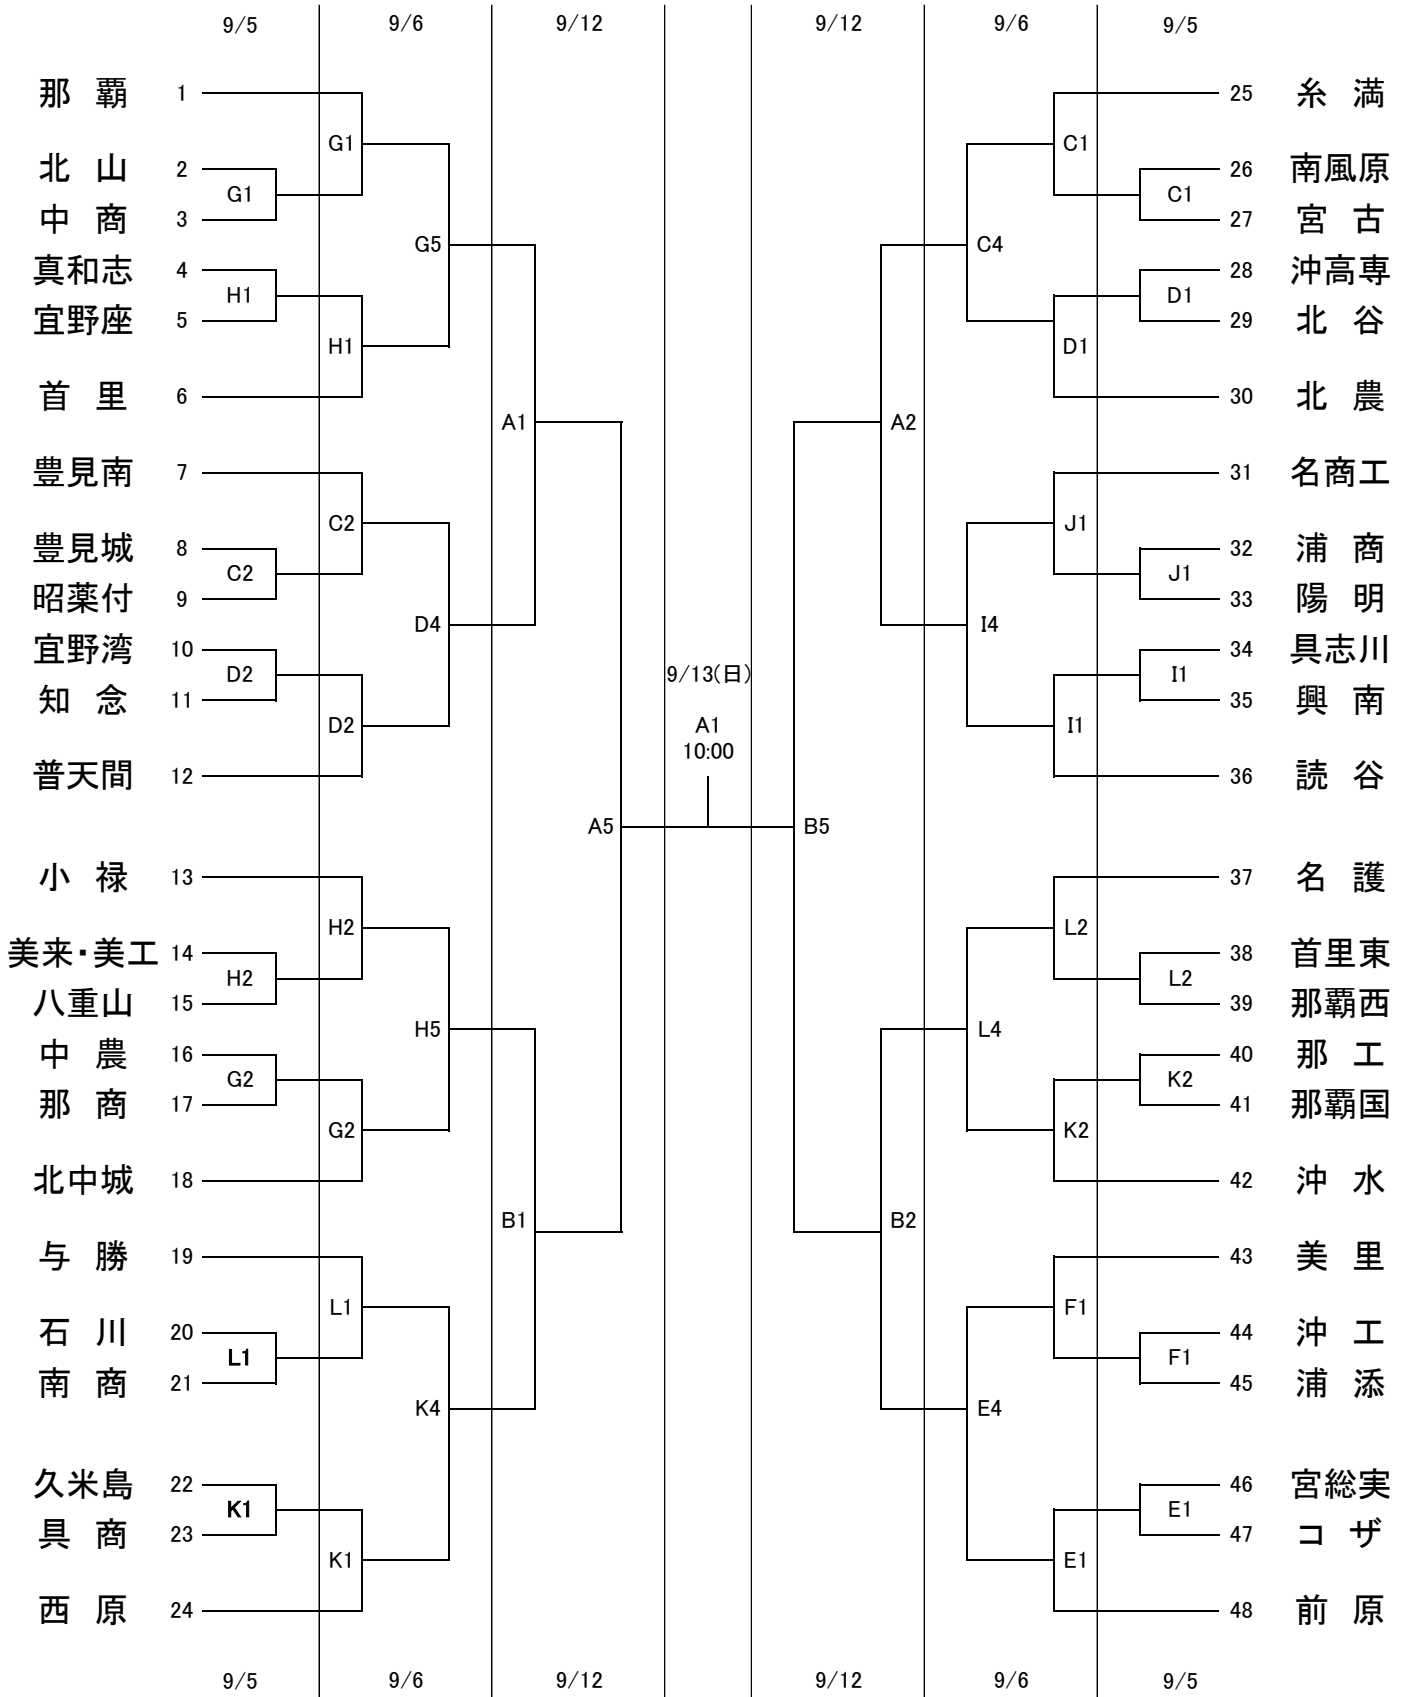 9/5 9/6 9/12 9/12 9/6 9/5
那 覇 1 25 糸 満
G1 C1
北 山 2 26 南風原
G1 C1
中 商 3 27 宮 古
G5 C4
真和志 4 28 沖高専
H1 D1
宜野座 5 29 北 谷
H1 D1
首 里 6 30 北 農
A1 A2
豊見南 7 31 名商工
C2 J1
豊見城 8 32 浦 商
C2 J1
昭薬付 9 33 陽 明
D4 I4
宜野湾 10 34 具志川
D2 9/13(日) I1
知 念 11 35 興 南
D2 A1 I1
10:00
普天間 12 36 読 谷
A5 B5
小 禄 13 37 名 護
H2 L2
美来・美工 14 38 首里東
H2 L2
八重山 15 39 那覇西
H5 L4
中 農 16 40 那 工
G2 K2
那 商 17 41 那覇国
G2 K2
北中城 18 42 沖 水
B1 B2
与 勝 19 43 美 里
L1 F1
石 川 20 44 沖 工
L1 F1
南 商 21 45 浦 添
K4 E4
久米島 22 46 宮総実
K1 E1
具 商 23 47 コ ザ
K1 E1
西 原 24 48 前 原
9/5 9/6 9/12 9/12 9/6 9/5